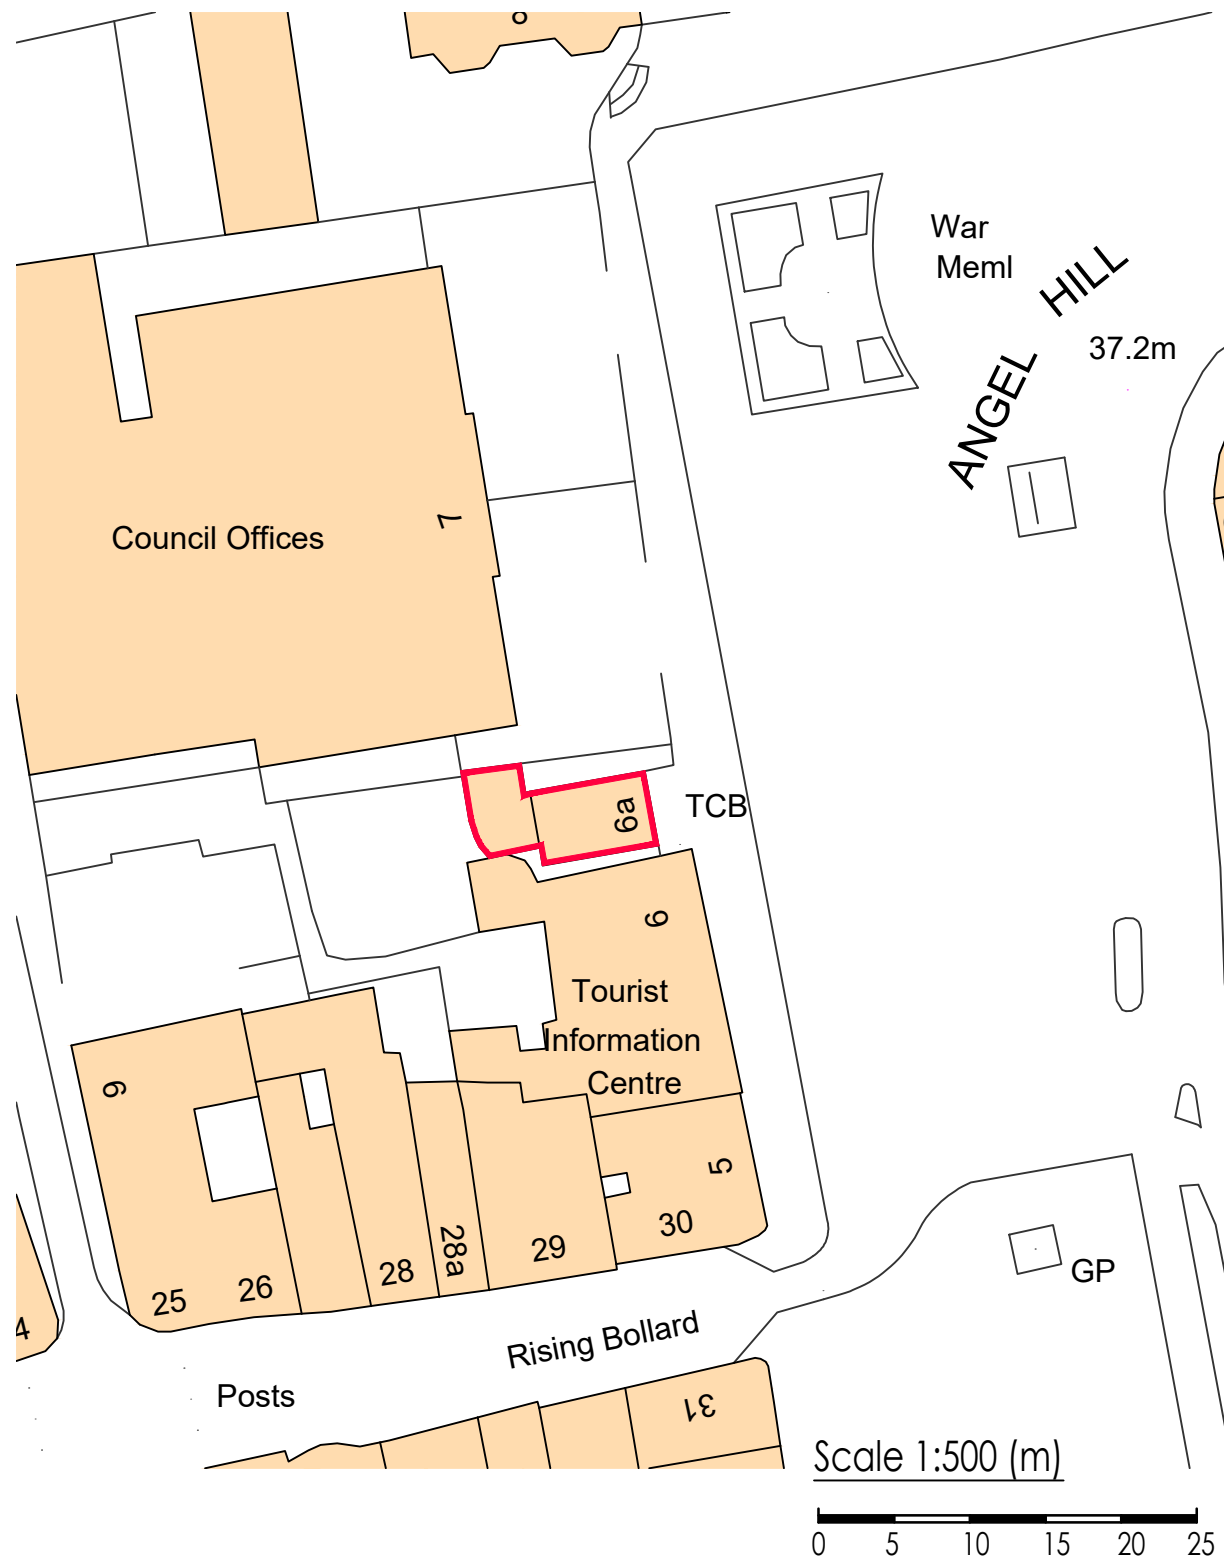 8
War
Meml
ANGEL HILL
37.2m
Council Offices
7
6a
TCB
6
Tourist
Information
Centre
9
5
25
26
28
28a
29
30
GP
Rising Bollard
Posts
31
4
Scale 1:500 (m)
0 5 10 15 20 25